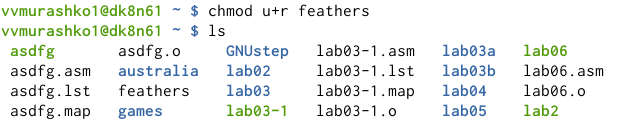 vvmurashko1@dk8n61 ~ $ chmod u+r feathers
vvmurashko1@dk8n61 ~ $ ls
asdfg asdfg.o GNUstep lab03-1.asm lab03a lab06
asdfg.asm australia lab02 lab03-1.lst lab03b lab06.asm
asdfg.lst feathers lab03 lab03-1.map lab04 lab06.o
asdfg.map games lab03-1 lab03-1.o lab05 lab2